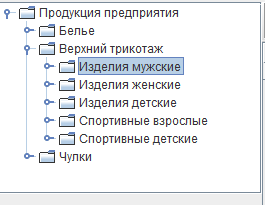 Продукция предприятия
Белье
Верхний трикотаж
Изделия мужские
Изделия женские
Изделия детские
Спортивные взрослые
Спортивные детские
Чулки